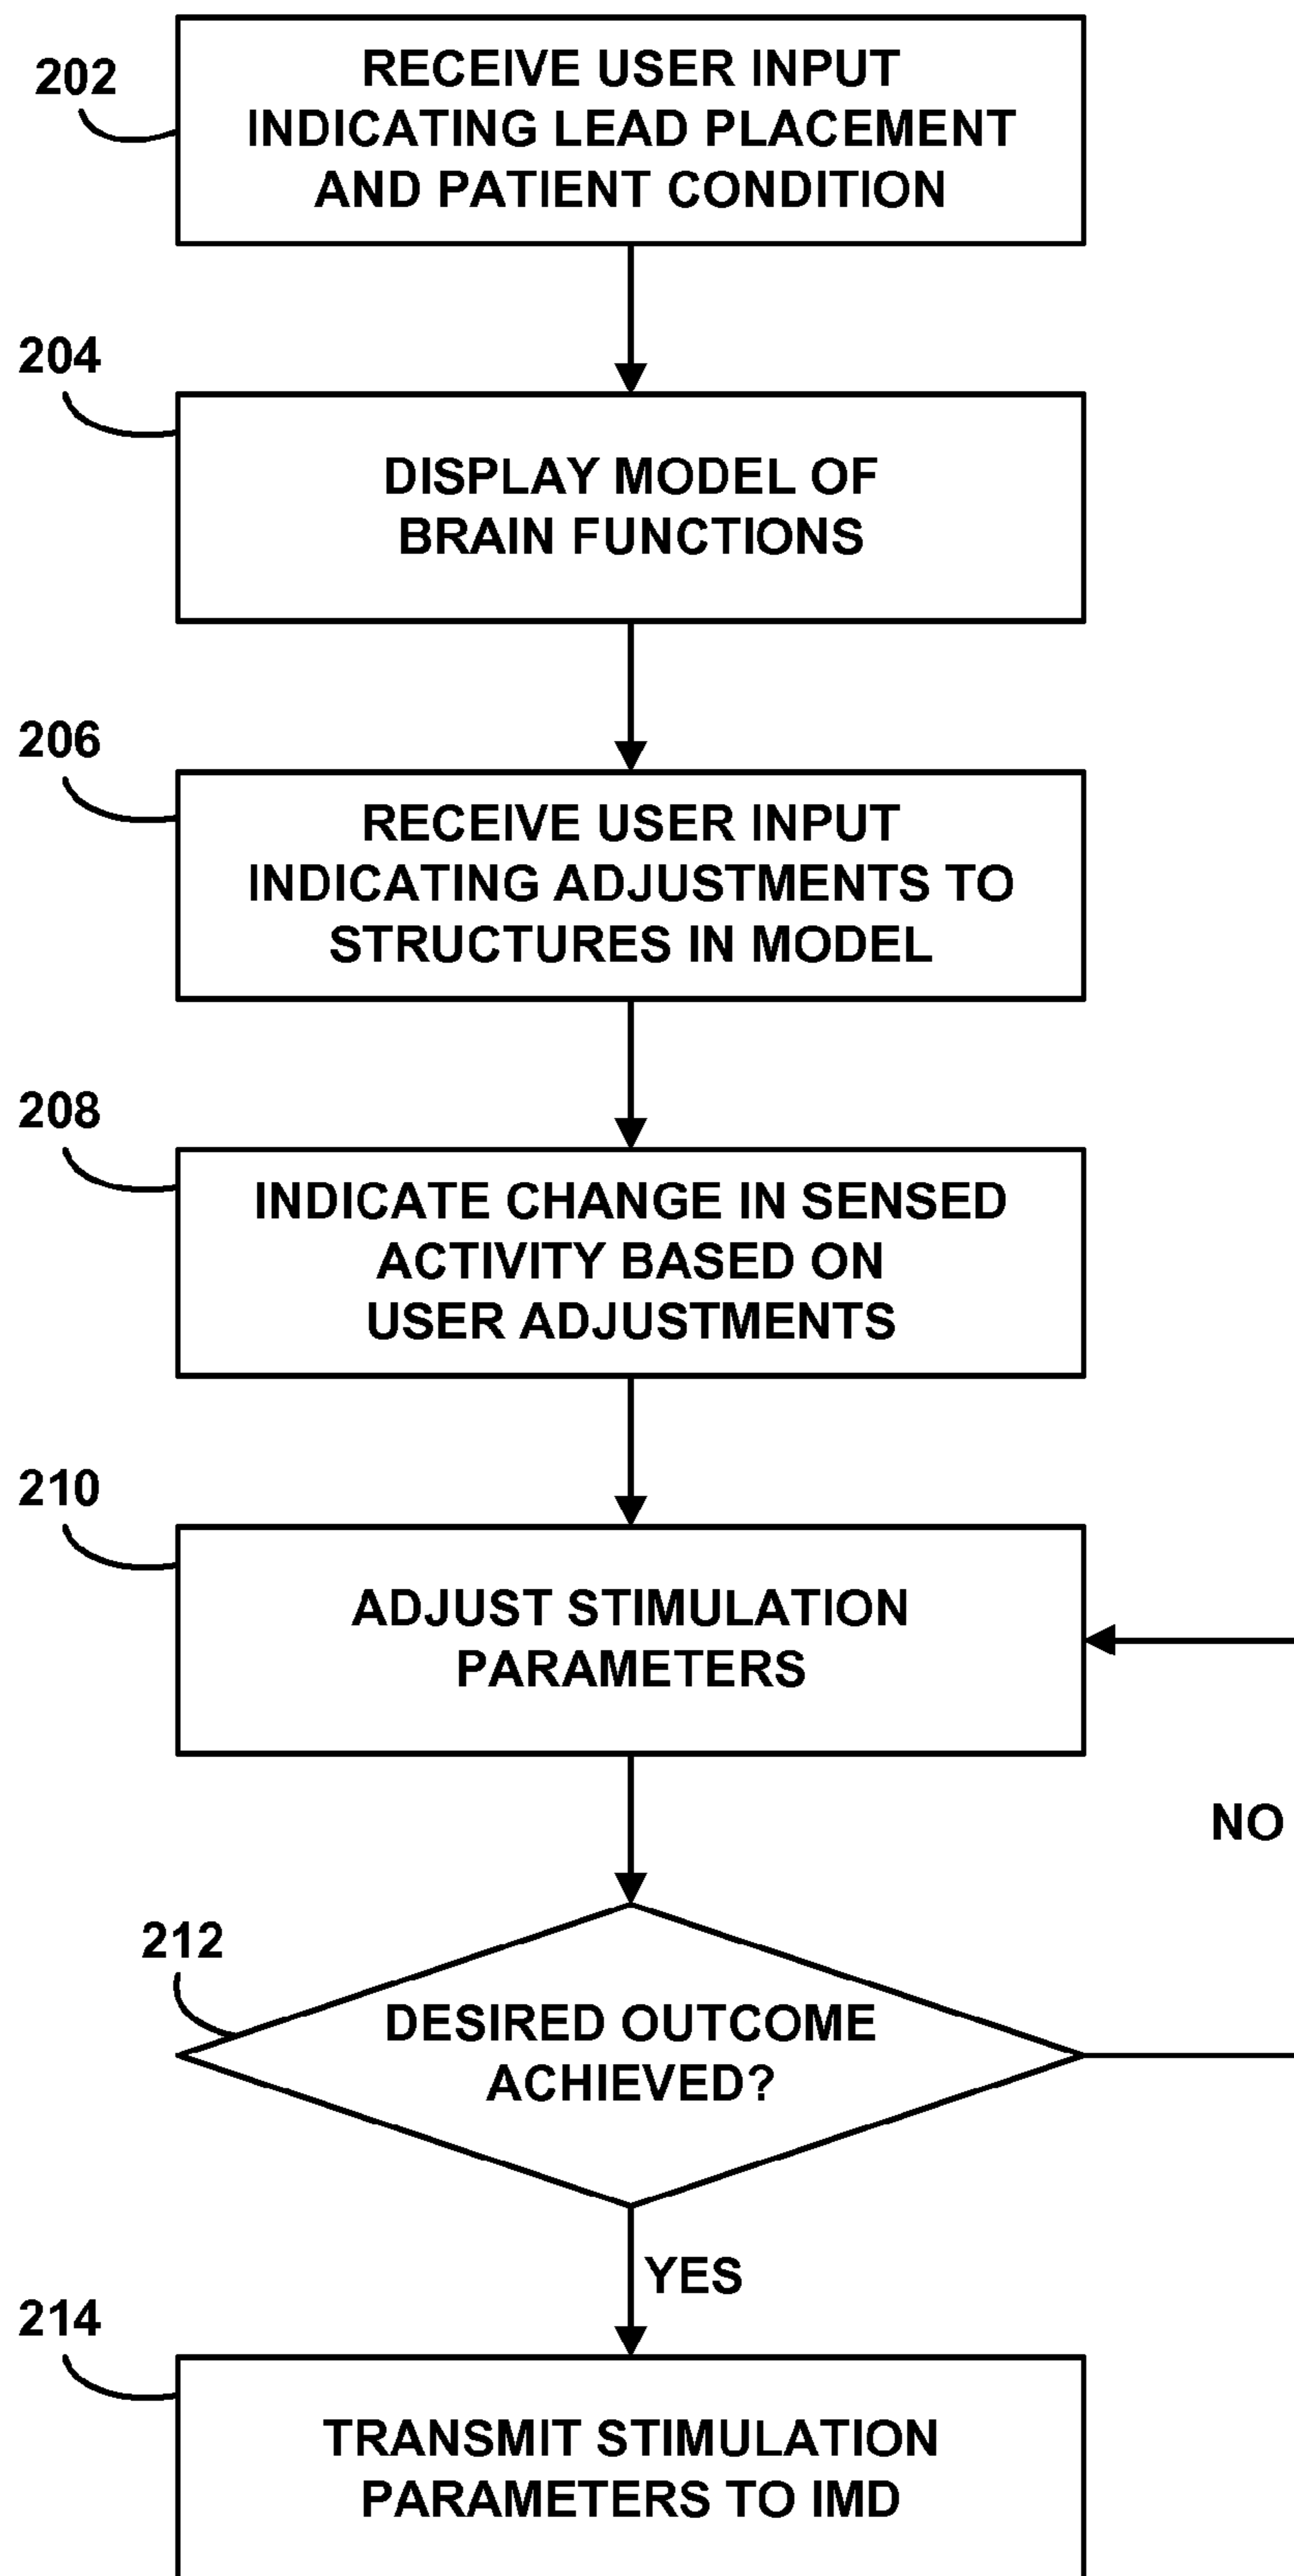 202
RECEIVE USER INPUT
INDICATING LEAD PLACEMENT
AND PATIENT CONDITION
204
DISPLAY MODEL OF
BRAIN FUNCTIONS
206
RECEIVE USER INPUT
INDICATING ADJUSTMENTS TO
STRUCTURES IN MODEL
208
INDICATE CHANGE IN SENSED
ACTIVITY BASED ON
USER ADJUSTMENTS
210
ADJUST STIMULATION
PARAMETERS
NO
212
DESIRED OUTCOME
ACHIEVED?
YES
214
TRANSMIT STIMULATION
PARAMETERS TO IMD